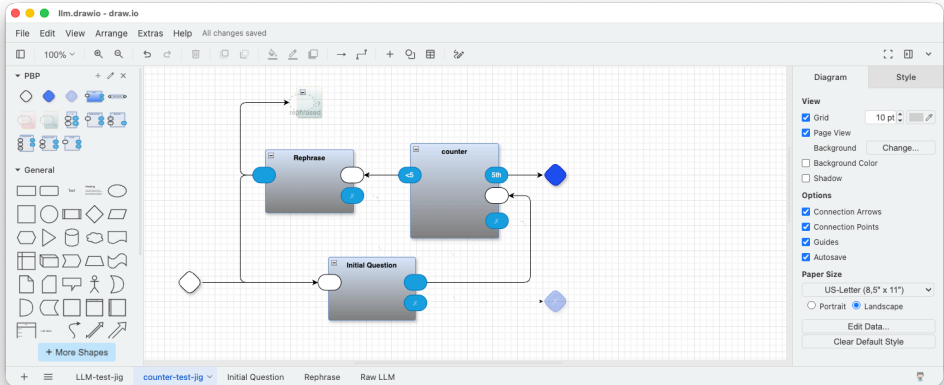 llm.drawio - draw.io
File Edit View Arrange Extras Help All changes saved
100%
PBP
General
Text
+ More Shapes
rephrased
Rephrase
counter
<5
5th
Initial Question
Diagram
Style
View
Grid
10 pt
Page View
Background
Change...
Background Color
Shadow
Options
Connection Arrows
Connection Points
Guides
Autosave
Paper Size
US-Letter (8,5" x 11")
Portrait
Landscape
Edit Data...
Clear Default Style
LLM-test-jig counter-test-jig Initial Question Rephrase Raw LLM